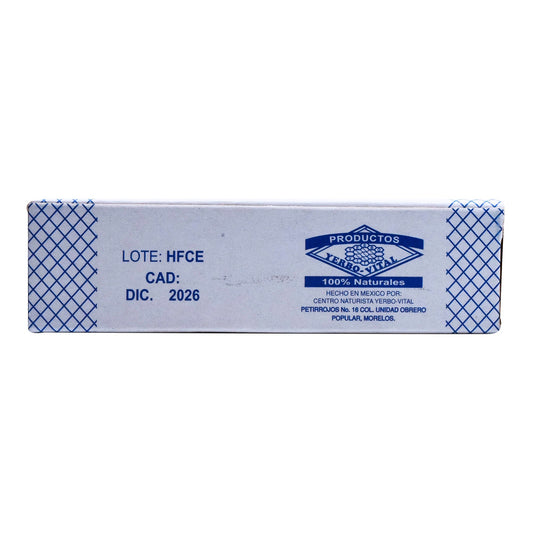 LOTE: HFCE
CAD:
DIC. 2026
PRODUCTOS
YERBO-VITAL
100% Naturales
HECHO EN MEXICO POR:
CENTRO NATURISTA YERBO-VITAL
PETIRROJOS No. 16 COL. UNIDAD OBRERO
POPULAR, MORELOS.